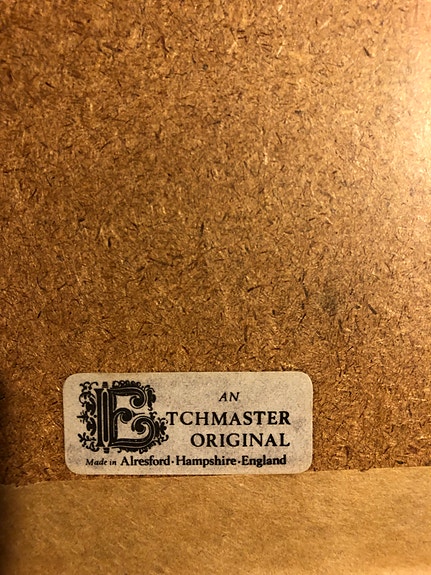 AN
ETCHMASTER
ORIGINAL
Made in Alresford · Hampshire · England